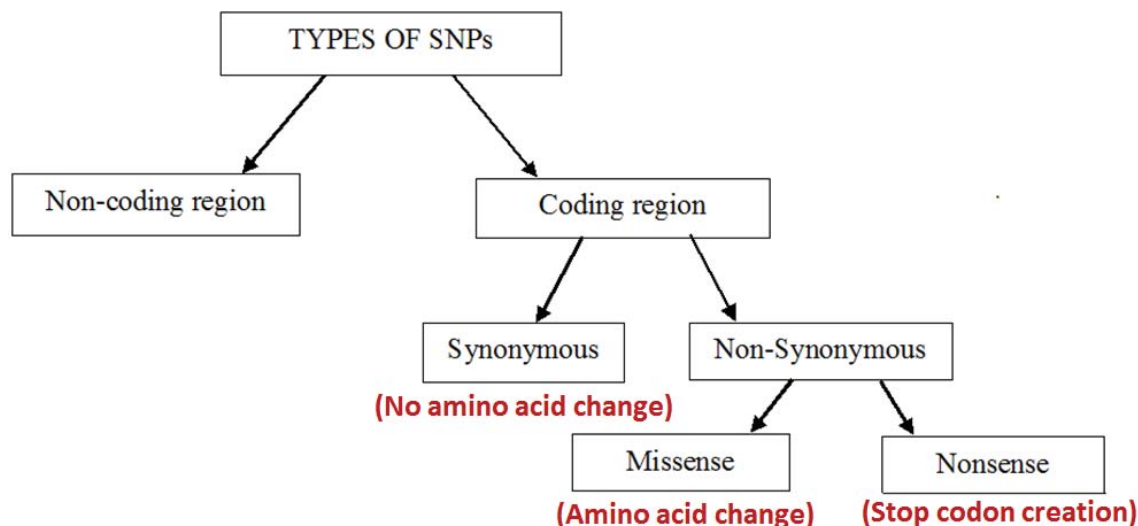 TYPES OF SNPs
Non-coding region
Coding region
Synonymous
Non-Synonymous
(No amino acid change)
Missense
Nonsense
(Amino acid change)
(Stop codon creation)